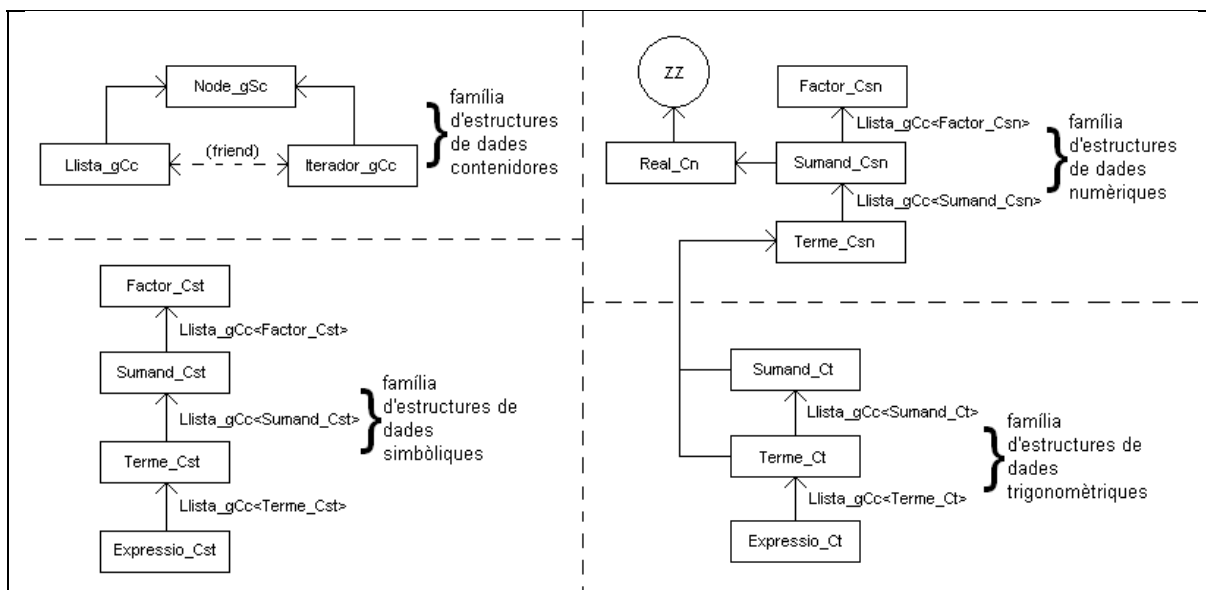 Node_gSc
Llista_gCc
(friend)
Iterador_gCc
família
d'estructures
de dades
contenidores
ZZ
Real_Cn
Factor_Csn
Llista_gCc<Factor_Csn>
Sumand_Csn
Llista_gCc<Sumand_Csn>
Terme_Csn
família
d'estructures
de dades
numèriques
Factor_Cst
Llista_gCc<Factor_Cst>
Sumand_Cst
Llista_gCc<Sumand_Cst>
Terme_Cst
Llista_gCc<Terme_Cst>
Expressio_Cst
família
d'estructures de
dades
simbòliques
Sumand_Ct
Llista_gCc<Sumand_Ct>
Terme_Ct
Llista_gCc<Terme_Ct>
Expressio_Ct
família
d'estructures de
dades
trigonomètriques